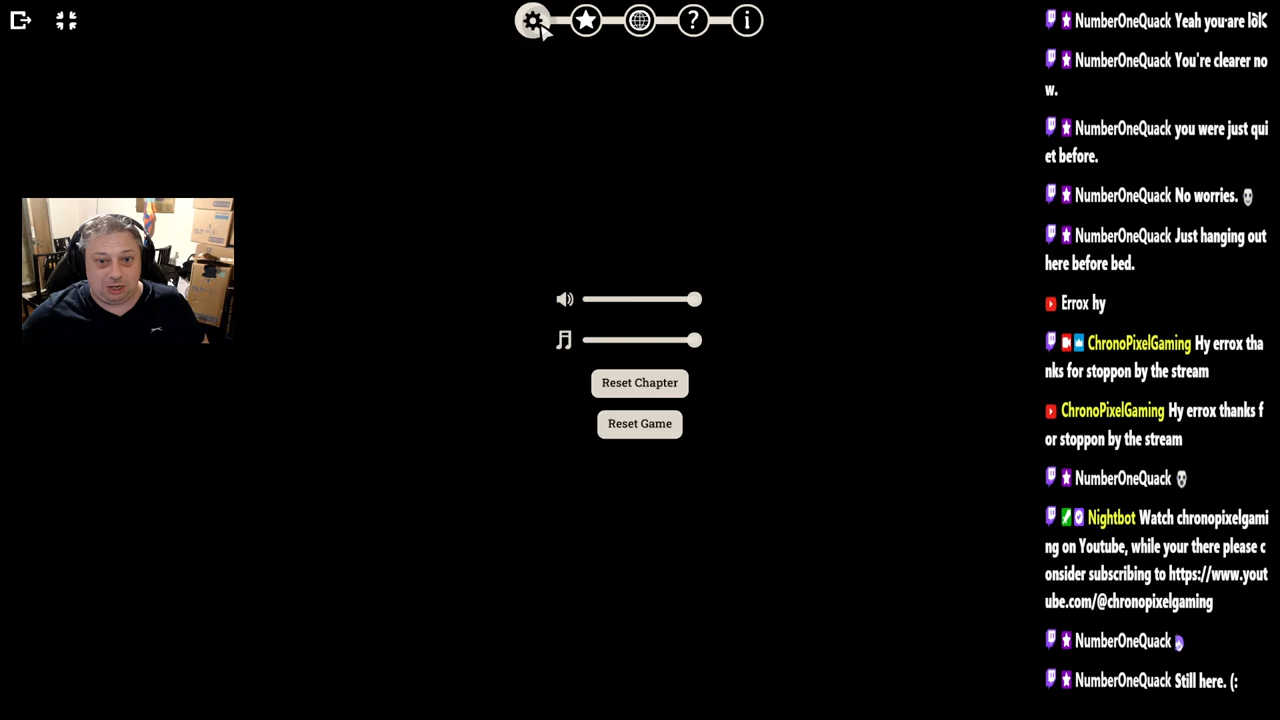 NumberOneQuack Yeah you are lol
NumberOneQuack You're clearer no
w.
NumberOneQuack you were just qui
et before.
NumberOneQuack No worries.
NumberOneQuack Just hanging out
here before bed.
Errox hy
ChronoPixelGaming Hy errox tha
nks for stoppon by the stream
ChronoPixelGaming Hy errox thanks f
or stoppon by the stream
NumberOneQuack
Nightbot Watch chronopixelgami
ng on Youtube, while your there please c
onsider subscribing to https://www.yout
ube.com/@chronopixelgaming
NumberOneQuack
NumberOneQuack Still here. (:
Reset Chapter
Reset Game